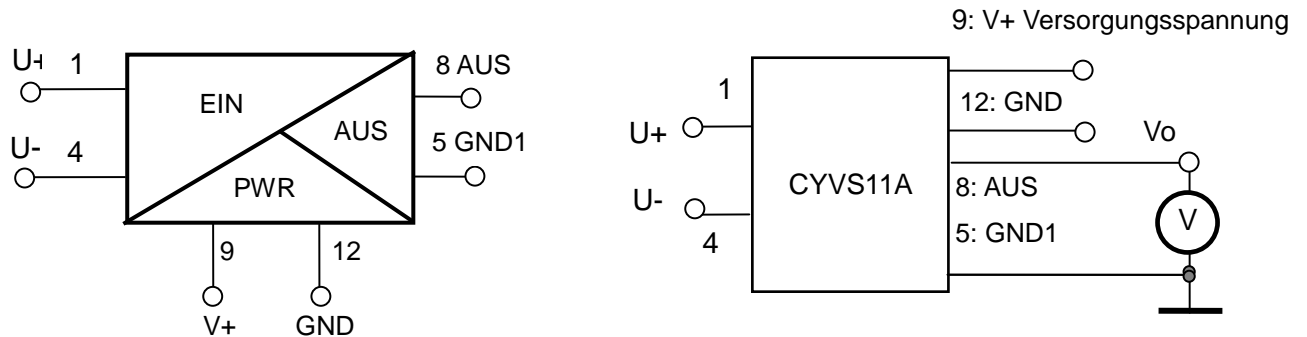 U+ 1
EIN
U- 4
8 AUS
AUS
5 GND1
PWR
9
12
V+
GND
9: V+ Versorgungsspannung
1
12: GND
U+
Vo
CYVS11A
8: AUS
U-
V
4
5: GND1